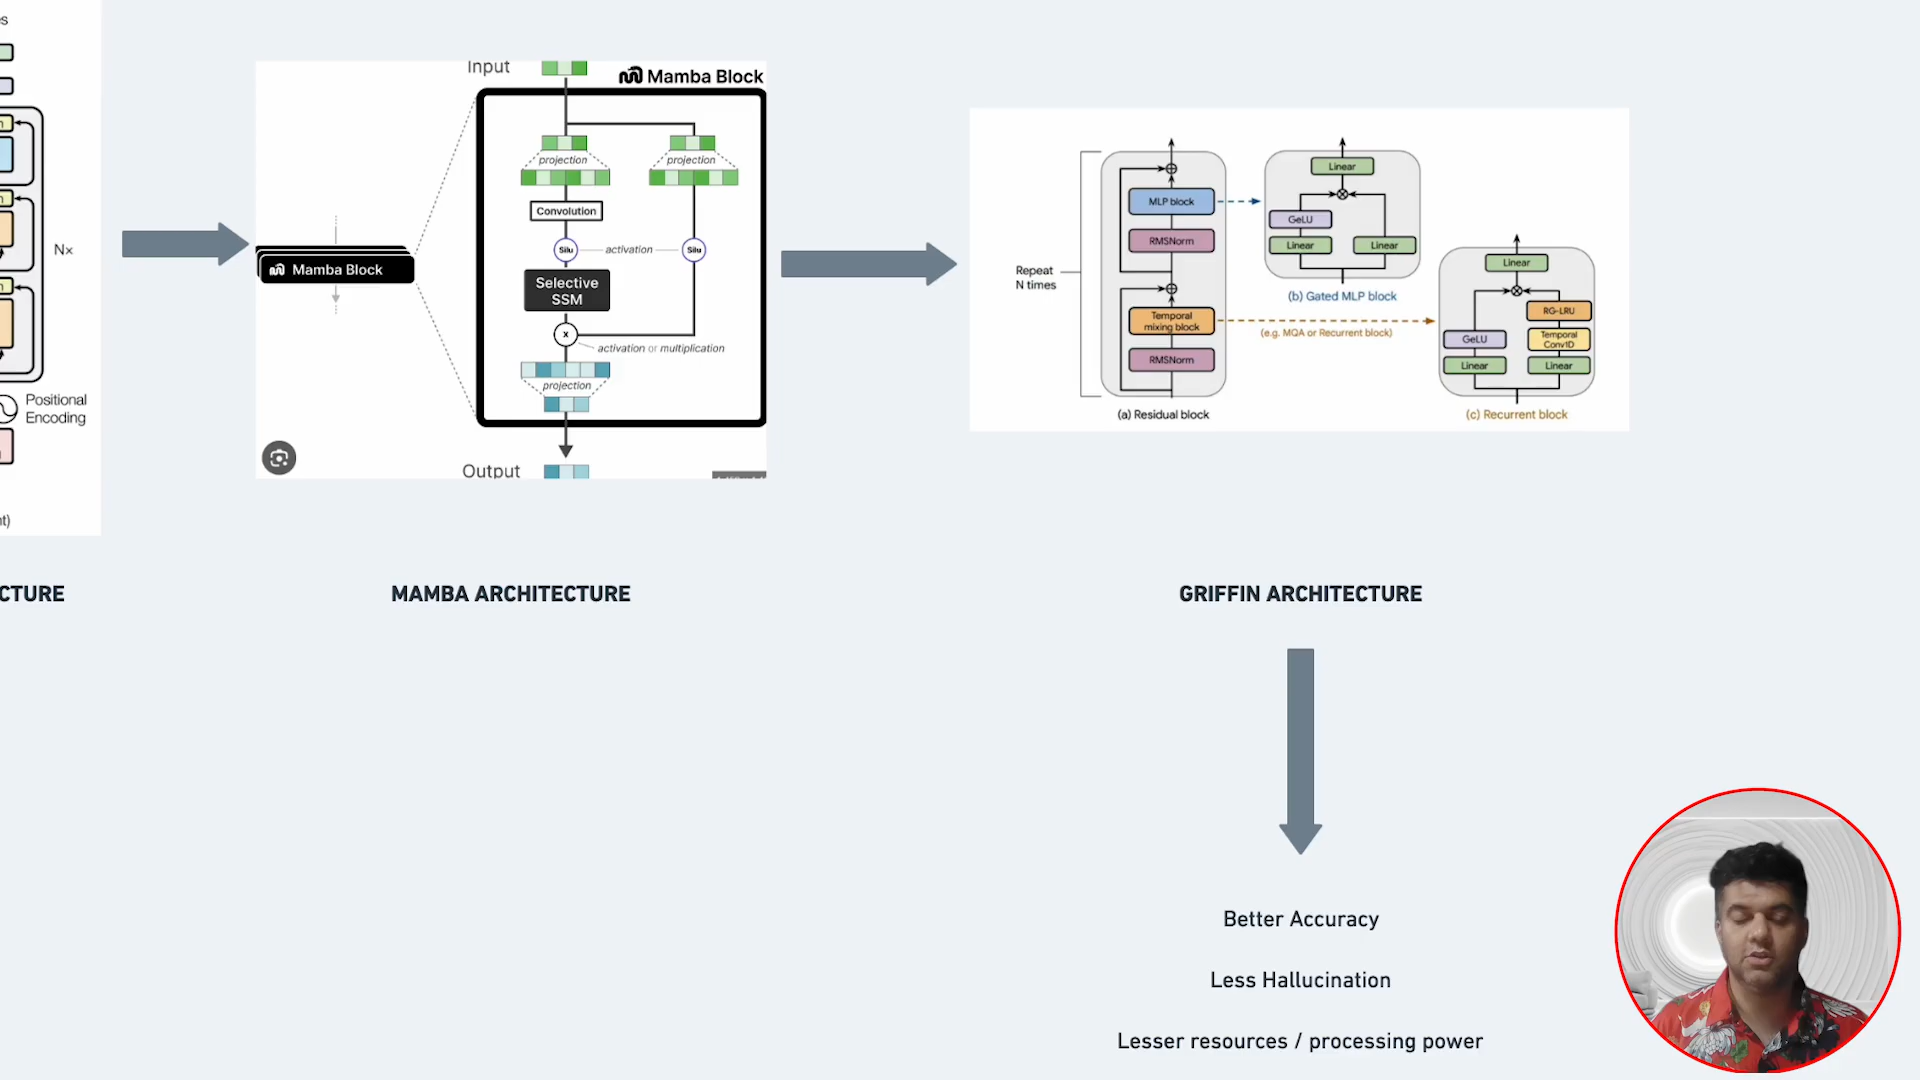 es
Nx
Positional
Encoding
nt)
CTURE
Input
Mamba Block
projection
projection
Convolution
Silu
activation
Silu
Mamba Block
Selective
SSM
x
activation or multiplication
projection
Output
MAMBA ARCHITECTURE
Repeat
N times
MLP block
RMSNorm
Temporal
mixing block
RMSNorm
(a) Residual block
Linear
GeLU
Linear
Linear
(b) Gated MLP block
(e.g. MQA or Recurrent block)
Linear
RG-LRU
GeLU
Temporal
Conv1D
Linear
Linear
(c) Recurrent block
GRIFFIN ARCHITECTURE
Better Accuracy
Less Hallucination
Lesser resources / processing power